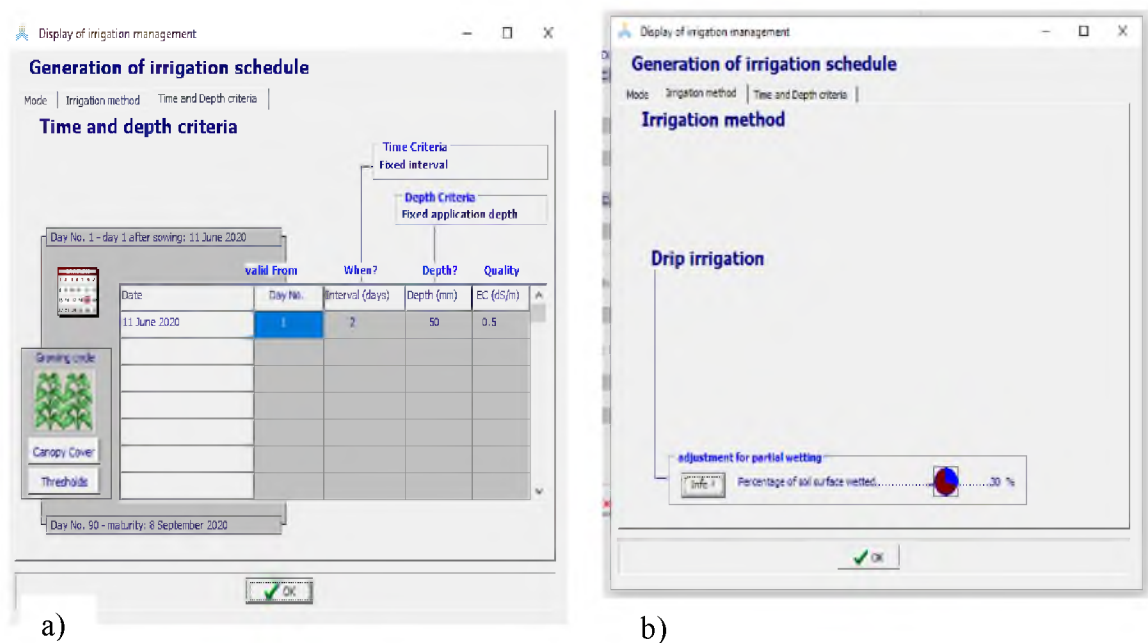 a)
Display of irrigation management
Generation of irrigation schedule
Mode Irrigation method Time and Depth criteria
Time and depth criteria
Time Criteria
Fixed interval
Depth Criteria
Fixed application depth
Day No. 1 - day 1 after sowing: 11 June 2020
valid From When? Depth? Quality
Date Day No. Interval (days) Depth (mm) EC (dS/m)
11 June 2020 1 2 50 0.5
Growing cycle
Canopy Cover
Thresholds
Day No. 90 - maturity: 8 September 2020
OK
a)
b)
Display of irrigation management
Generation of irrigation schedule
Mode Irrigation method Time and Depth criteria
Irrigation method
Drip irrigation
adjustment for partial wetting
Percentage of soil surface wetted..............30 %
OK
b)